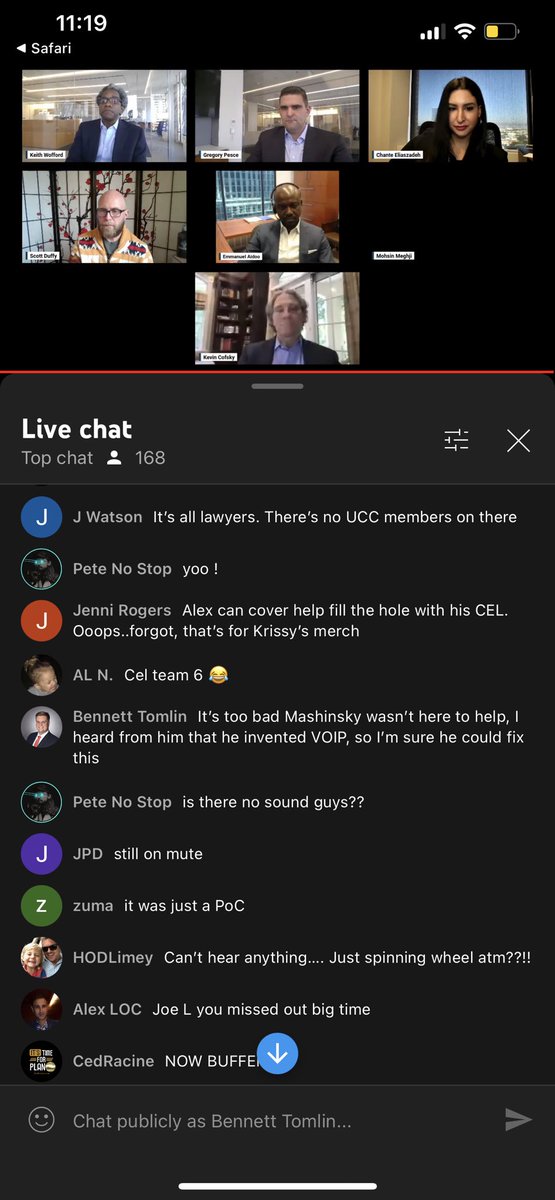 11:19
◀ Safari
Keith Wofford
Gregory Pesce
Chante Eliaszadeh
Scott Duffy
Emmanuel Aidoo
Mohsin Meghji
Kevin Cofsky
Live chat
Top chat 168
J
J Watson It’s all lawyers. There’s no UCC members on there
Pete No Stop yoo !
J
Jenni Rogers Alex can cover help fill the hole with his CEL.
Ooops..forgot, that’s for Krissy’s merch
AL N. Cel team 6 😂
Bennett Tomlin It’s too bad Mashinsky wasn’t here to help, I
heard from him that he invented VOIP, so I’m sure he could fix
this
Pete No Stop is there no sound guys??
J
JPD still on mute
Z
zuma it was just a PoC
HODLimey Can’t hear anything.... Just spinning wheel atm??!!
Alex LOC Joe L you missed out big time
IT'S TIME
FOR
PLAN
CedRacine NOW BUFFE
Chat publicly as Bennett Tomlin...